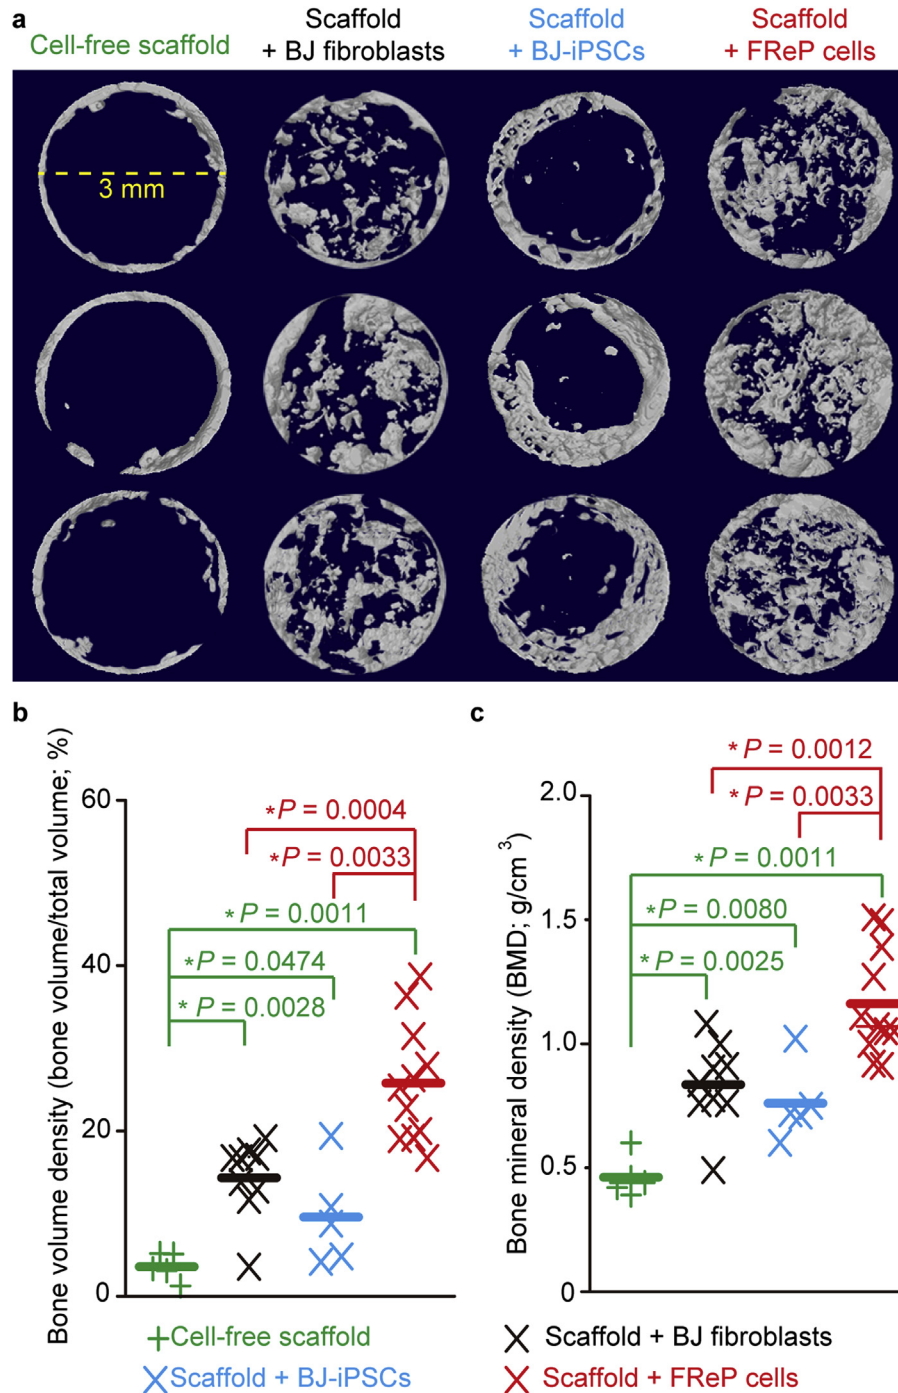 a
Cell-free scaffold
Scaffold
+ BJ fibroblasts
Scaffold
+ BJ-iPSCs
Scaffold
+ FReP cells
3 mm
b
Bone volume density (bone volume/total volume; %)
60
40
20
0
*P = 0.0004
*P = 0.0033
*P = 0.0011
*P = 0.0474
*P = 0.0028
c
Bone mineral density (BMD; g/cm³)
2.0
1.5
1.0
0.5
0
*P = 0.0012
*P = 0.0033
*P = 0.0011
*P = 0.0080
*P = 0.0025
Cell-free scaffold
Scaffold + BJ fibroblasts
Scaffold + BJ-iPSCs
Scaffold + FReP cells